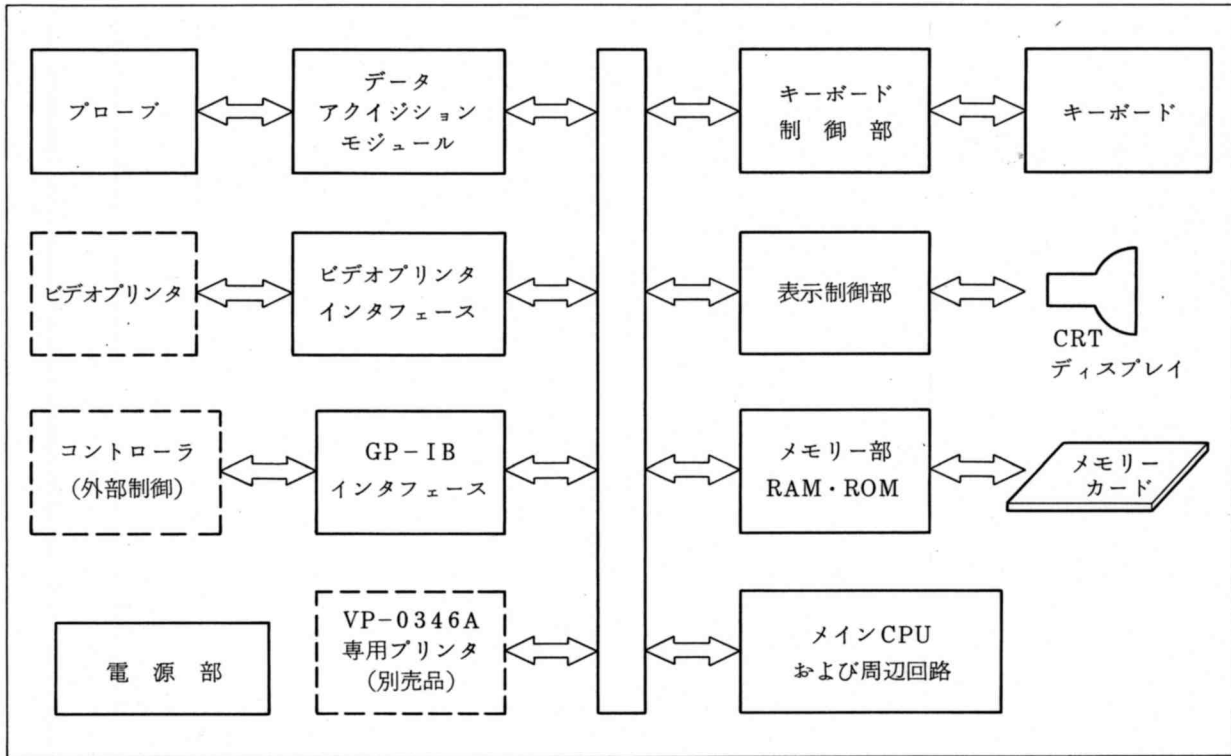 プローブ
データ
アクイジション
モジュール
キーボード
制御部
キーボード
ビデオプリンタ
ビデオプリンタ
インタフェース
表示制御部
CRT
ディスプレイ
コントローラ
(外部制御)
GP-IB
インタフェース
メモリー部
RAM・ROM
メモリー
カード
電源部
VP-0346A
専用プリンタ
(別売品)
メインCPU
および周辺回路